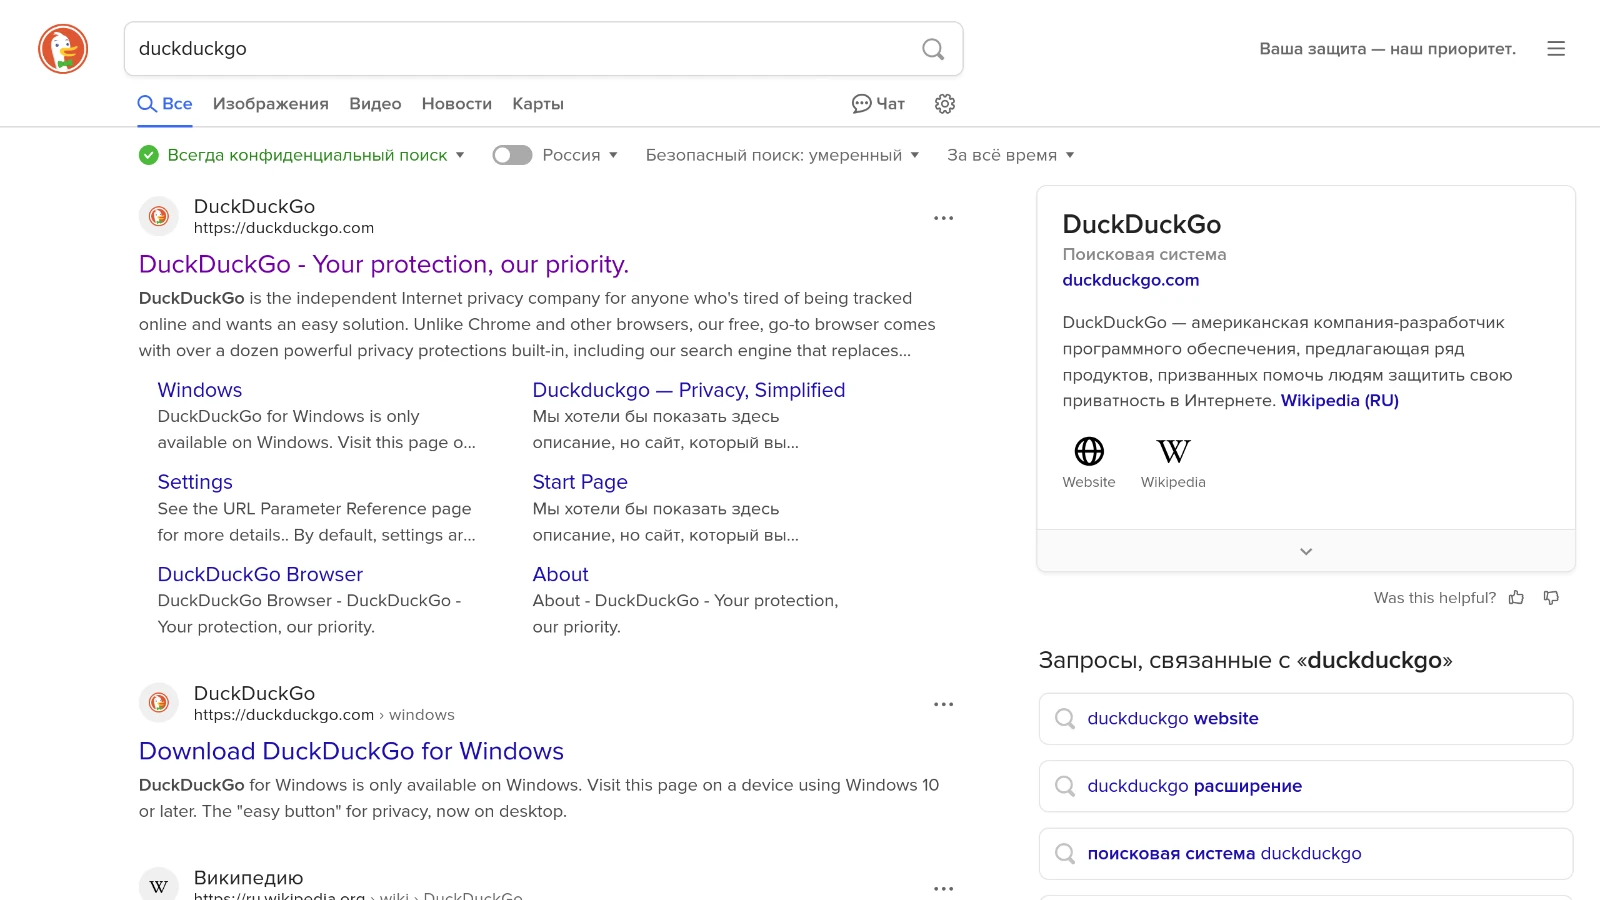 duckduckgo
Ваша защита — наш приоритет.
Все
Изображения
Видео
Новости
Карты
Чат
Всегда конфиденциальный поиск
Россия
Безопасный поиск: умеренный
За всё время
DuckDuckGo
https://duckduckgo.com
DuckDuckGo - Your protection, our priority.
DuckDuckGo is the independent Internet privacy company for anyone who's tired of being tracked
online and wants an easy solution. Unlike Chrome and other browsers, our free, go-to browser comes
with over a dozen powerful privacy protections built-in, including our search engine that replaces...
Windows
DuckDuckGo for Windows is only
available on Windows. Visit this page o...
Duckduckgo — Privacy, Simplified
Мы хотели бы показать здесь
описание, но сайт, который вы...
Settings
See the URL Parameter Reference page
for more details.. By default, settings ar...
Start Page
Мы хотели бы показать здесь
описание, но сайт, который вы...
DuckDuckGo Browser
DuckDuckGo Browser - DuckDuckGo -
Your protection, our priority.
About
About - DuckDuckGo - Your protection,
our priority.
DuckDuckGo
https://duckduckgo.com › windows
Download DuckDuckGo for Windows
DuckDuckGo for Windows is only available on Windows. Visit this page on a device using Windows 10
or later. The "easy button" for privacy, now on desktop.
W
Википедию
https://ru.wikipedia.org › wiki › DuckDuckGo
DuckDuckGo
Поисковая система
duckduckgo.com
DuckDuckGo — американская компания-разработчик
программного обеспечения, предлагающая ряд
продуктов, призванных помочь людям защитить свою
приватность в Интернете. Wikipedia (RU)
W
Website
Wikipedia
Was this helpful?
Запросы, связанные с «duckduckgo»
duckduckgo website
duckduckgo расширение
поисковая система duckduckgo